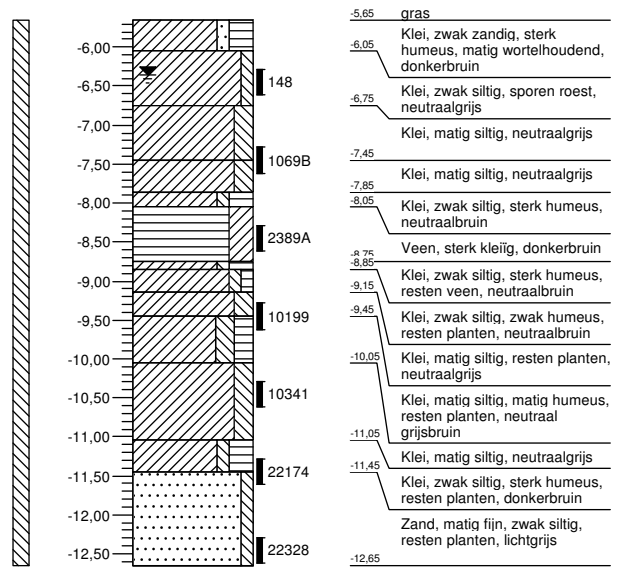 -6,00
-6,50
-7,00
-7,50
-8,00
-8,50
-9,00
-9,50
-10,00
-10,50
-11,00
-11,50
-12,00
-12,50
148
1069B
2389A
10199
10341
22174
22328
-5,65 gras
Klei, zwak zandig, sterk
-6,05 humeus, matig wortelhoudend,
donkerbruin
Klei, zwak siltig, sporen roest,
-6,75 neutraalgrijs
Klei, matig siltig, neutraalgrijs
-7,45
Klei, matig siltig, neutraalgrijs
-7,85
-8,05 Klei, zwak siltig, sterk humeus,
neutraalbruin
Veen, sterk kleiïg, donkerbruin
-8,75
-8,85 Klei, zwak siltig, sterk humeus,
-9,15 resten veen, neutraalbruin
-9,45 Klei, zwak siltig, zwak humeus,
resten planten, neutraalbruin
-10,05 Klei, matig siltig, resten planten,
neutraalgrijs
Klei, matig siltig, matig humeus,
resten planten, neutraal
grijsbruin
-11,05 Klei, matig siltig, neutraalgrijs
-11,45 Klei, zwak siltig, sterk humeus,
resten planten, donkerbruin
Zand, matig fijn, zwak siltig,
resten planten, lichtgrijs
-12,65